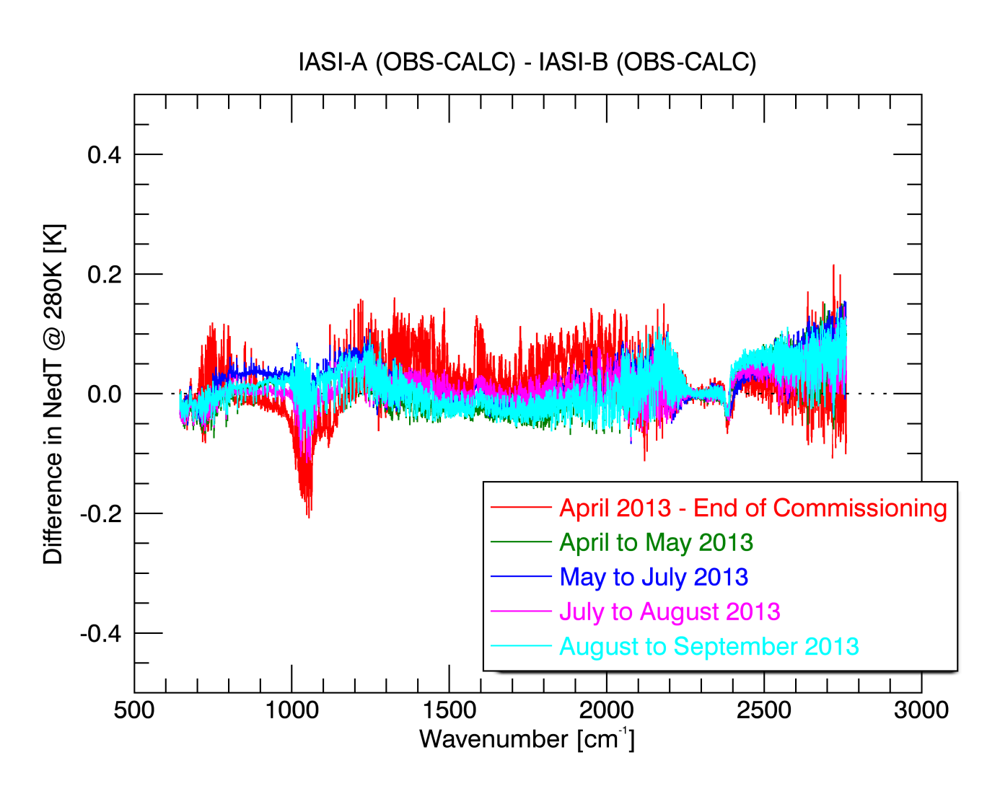 IASI-A (OBS-CALC) - IASI-B (OBS-CALC)
Difference in NedT @ 280K [K]
0.4
0.2
0.0
-0.2
-0.4
April 2013 - End of Commissioning
April to May 2013
May to July 2013
July to August 2013
August to September 2013
500 1000 1500 2000 2500 3000
Wavenumber [cm⁻¹]